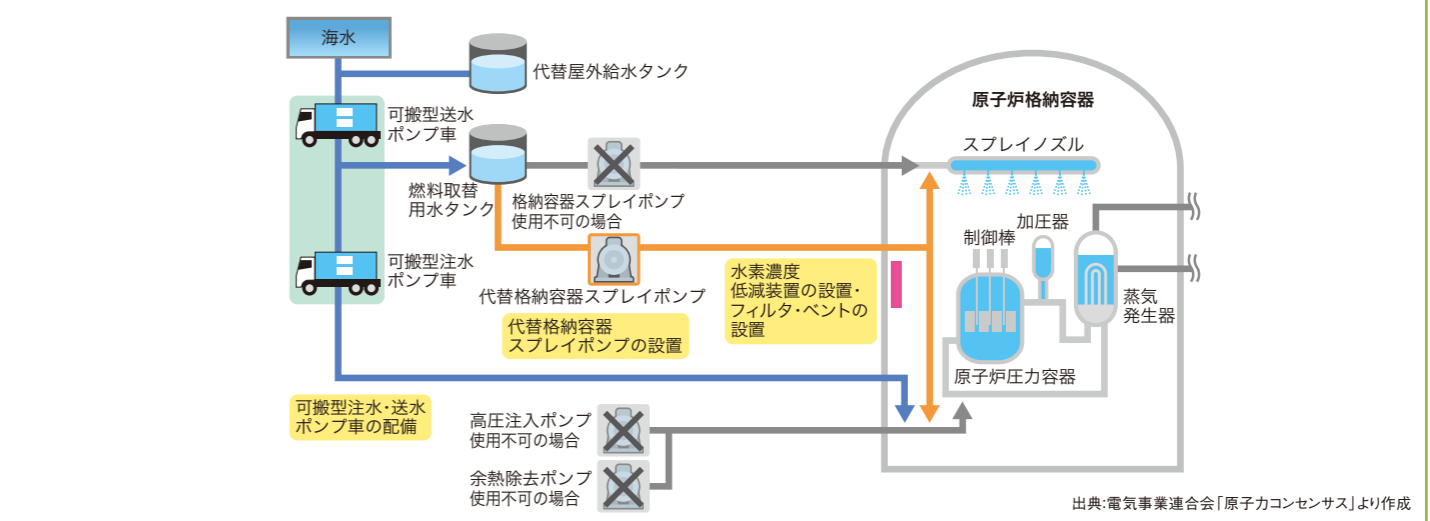 海水
代替屋外給水タンク
可搬型送水
ポンプ車
燃料取替
用水タンク
格納容器スプレイポンプ
使用不可の場合
原子炉格納容器
スプレイノズル
可搬型注水
ポンプ車
代替格納容器スプレイポンプ
代替格納容器
スプレイポンプの設置
水素濃度
低減装置の設置・
フィルタ・ベントの
設置
加圧器
制御棒
蒸気
発生器
原子炉圧力容器
可搬型注水・送水
ポンプ車の配備
高圧注入ポンプ
使用不可の場合
余熱除去ポンプ
使用不可の場合
出典:電気事業連合会「原子力コンセンサス」より作成